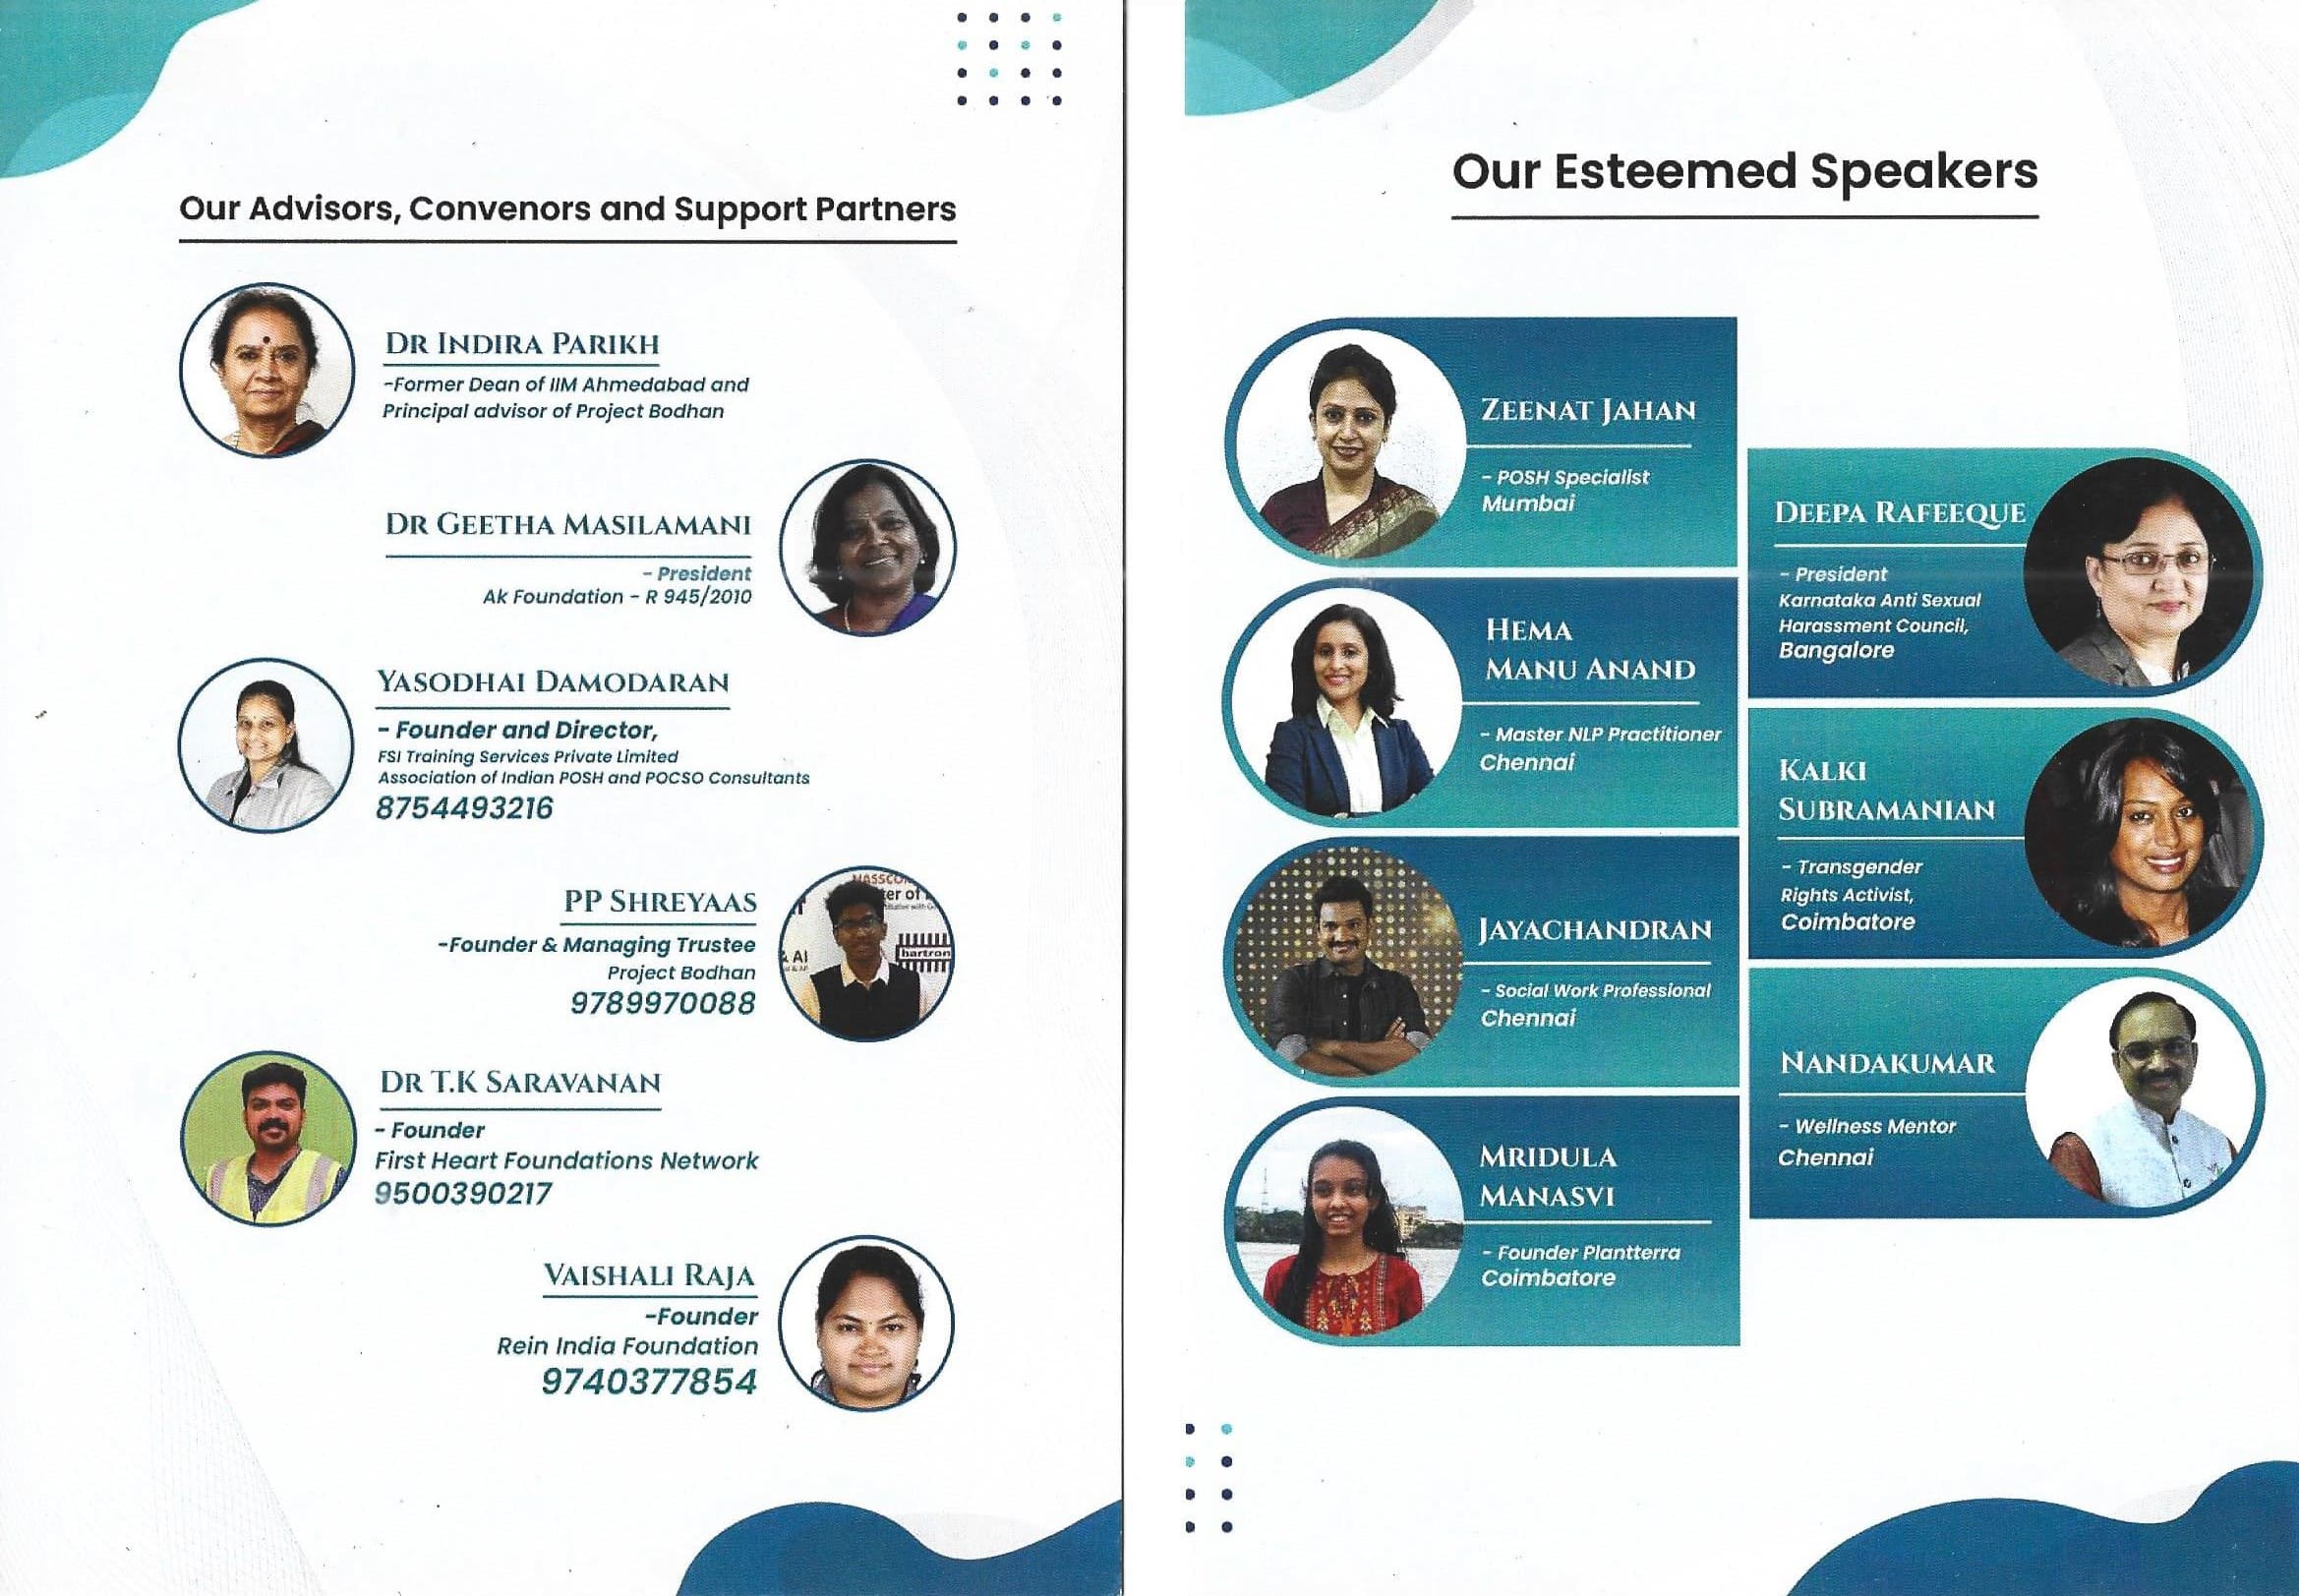 Our Advisors, Convenors and Support Partners
DR INDIRA PARIKH
-Former Dean of IIM Ahmedabad and
Principal advisor of Project Bodhan
DR GEETHA MASILAMANI
- President
Ak Foundation - R 945/2010
YASODHAI DAMODARAN
- Founder and Director,
FSI Training Services Private Limited
Association of Indian POSH and POCSO Consultants
8754493216
PP SHREYAAS
-Founder & Managing Trustee
Project Bodhan
9789970088
NASSCO
ter of
& AI
hartron
DR T.K SARAVANAN
- Founder
First Heart Foundations Network
9500390217
VAISHALI RAJA
-Founder
Rein India Foundation
9740377854
Our Esteemed Speakers
ZEENAT JAHAN
- POSH Specialist
Mumbai
DEEPA RAFEEQUE
- President
Karnataka Anti Sexual
Harassment Council,
Bangalore
HEMA
MANU ANAND
- Master NLP Practitioner
Chennai
KALKI
SUBRAMANIAN
- Transgender
Rights Activist,
Coimbatore
JAYACHANDRAN
- Social Work Professional
Chennai
NANDAKUMAR
- Wellness Mentor
Chennai
MRIDULA
MANASVI
- Founder Plantterra
Coimbatore